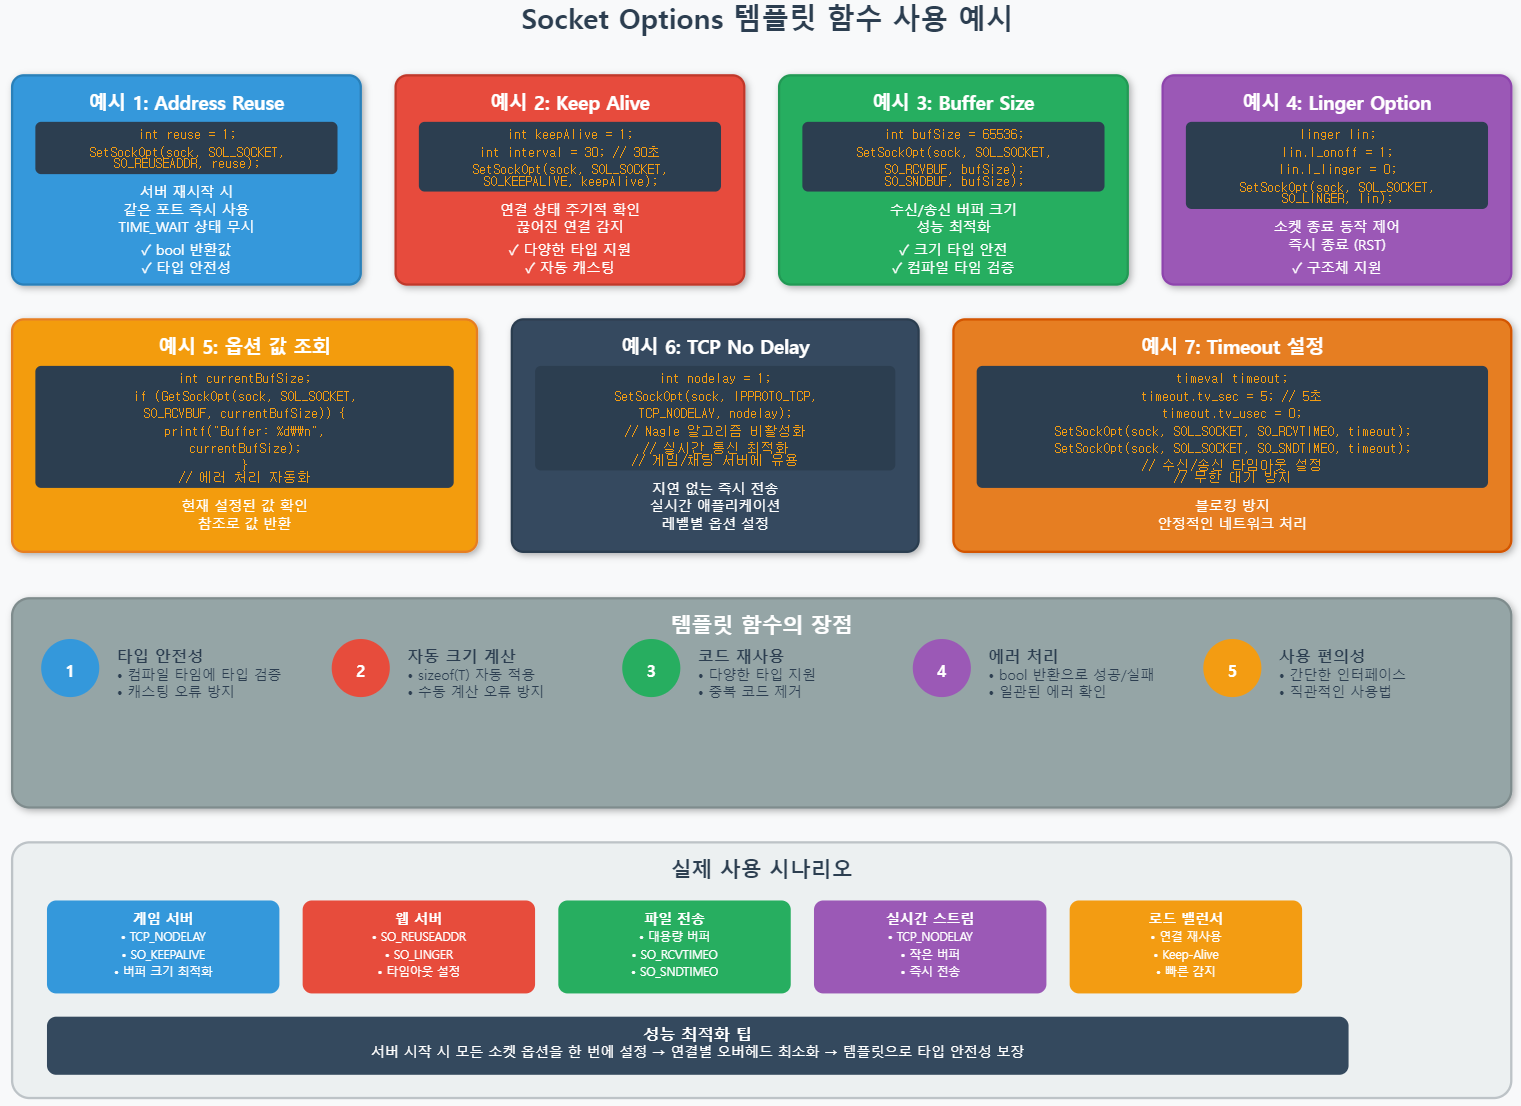 Socket Options 템플릿 함수 사용 예시
예시 1: Address Reuse
int reuse = 1;
SetSockOpt(sock, SOL_SOCKET,
SO_REUSEADDR, reuse);
서버 재시작 시
같은 포트 즉시 사용
TIME_WAIT 상태 무시
✓ bool 반환값
✓ 타입 안전성
예시 2: Keep Alive
int keepAlive = 1;
int interval = 30; // 30초
SetSockOpt(sock, SOL_SOCKET,
SO_KEEPALIVE, keepAlive);
연결 상태 주기적 확인
끊어진 연결 감지
✓ 다양한 타입 지원
✓ 자동 캐스팅
예시 3: Buffer Size
int bufSize = 65536;
SetSockOpt(sock, SOL_SOCKET,
SO_RCVBUF, bufSize);
SO_SNDBUF, bufSize);
수신/송신 버퍼 크기
성능 최적화
✓ 크기 타입 안전
✓ 컴파일 타임 검증
예시 4: Linger Option
linger lin;
lin.l_onoff = 1;
lin.l_linger = 0;
SetSockOpt(sock, SOL_SOCKET,
SO_LINGER, lin);
소켓 종료 동작 제어
즉시 종료 (RST)
✓ 구조체 지원
예시 5: 옵션 값 조회
int currentBufSize;
if (GetSockOpt(sock, SOL_SOCKET,
SO_RCVBUF, currentBufSize)) {
printf("Buffer: %d₩₩n",
currentBufSize);
}
// 에러 처리 자동화
현재 설정된 값 확인
참조로 값 반환
예시 6: TCP No Delay
int nodelay = 1;
SetSockOpt(sock, IPPROTO_TCP,
TCP_NODELAY, nodelay);
// Nagle 알고리즘 비활성화
// 실시간 통신 최적화
// 게임/채팅 서버에 유용
지연 없는 즉시 전송
실시간 애플리케이션
레벨별 옵션 설정
예시 7: Timeout 설정
timeval timeout;
timeout.tv_sec = 5; // 5초
timeout.tv_usec = 0;
SetSockOpt(sock, SOL_SOCKET, SO_RCVTIMEO, timeout);
SetSockOpt(sock, SOL_SOCKET, SO_SNDTIMEO, timeout);
// 수신/송신 타임아웃 설정
// 무한 대기 방지
블로킹 방지
안정적인 네트워크 처리
템플릿 함수의 장점
1
타입 안전성
• 컴파일 타임에 타입 검증
• 캐스팅 오류 방지
2
자동 크기 계산
• sizeof(T) 자동 적용
• 수동 계산 오류 방지
3
코드 재사용
• 다양한 타입 지원
• 중복 코드 제거
4
에러 처리
• bool 반환으로 성공/실패
• 일관된 에러 확인
5
사용 편의성
• 간단한 인터페이스
• 직관적인 사용법
실제 사용 시나리오
게임 서버
• TCP_NODELAY
• SO_KEEPALIVE
• 버퍼 크기 최적화
웹 서버
• SO_REUSEADDR
• SO_LINGER
• 타임아웃 설정
파일 전송
• 대용량 버퍼
• SO_RCVTIMEO
• SO_SNDTIMEO
실시간 스트림
• TCP_NODELAY
• 작은 버퍼
• 즉시 전송
로드 밸런서
• 연결 재사용
• Keep-Alive
• 빠른 감지
성능 최적화 팁
서버 시작 시 모든 소켓 옵션을 한 번에 설정 → 연결별 오버헤드 최소화 → 템플릿으로 타입 안전성 보장